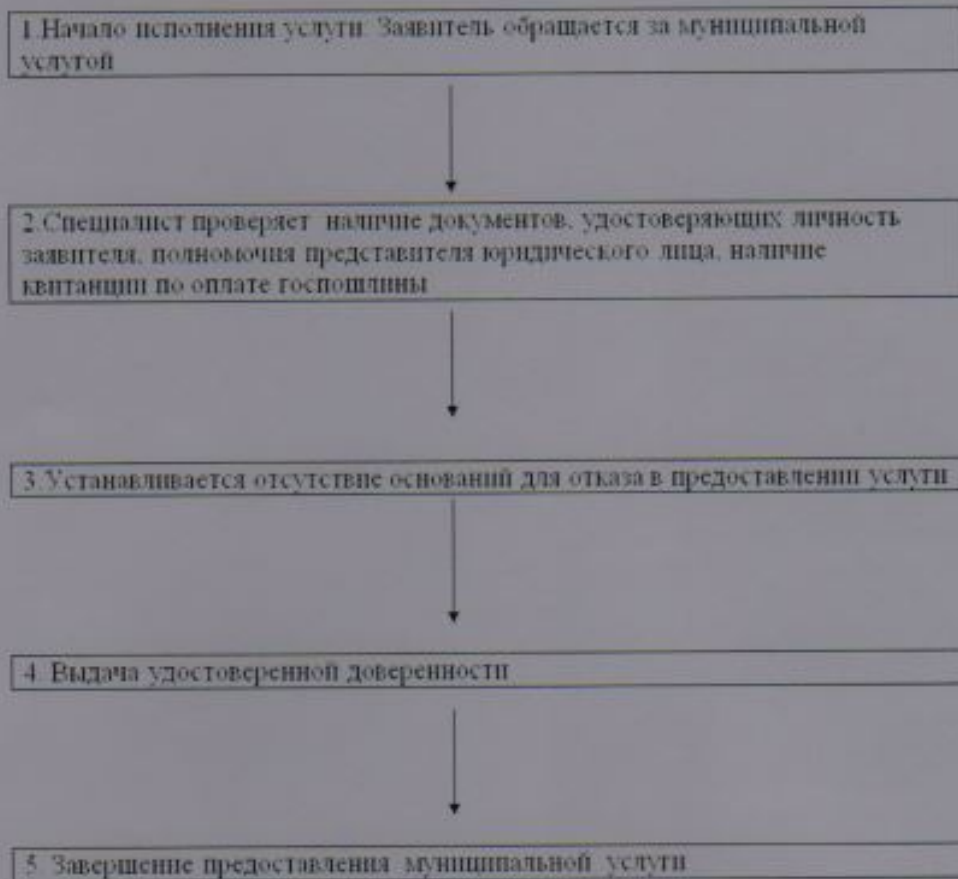 1.Начало исполнения услуги: Заявитель обращается за муниципальной
услугой
2.Специалист проверяет наличие документов, удостоверяющих личность
заявителя, полномочия представителя юридического лица, наличие
квитанции по оплате госпошлины
3.Устанавливается отсутствие оснований для отказа в предоставлении услуги
4. Выдача удостоверенной доверенности
5. Завершение предоставления муниципальной услуги